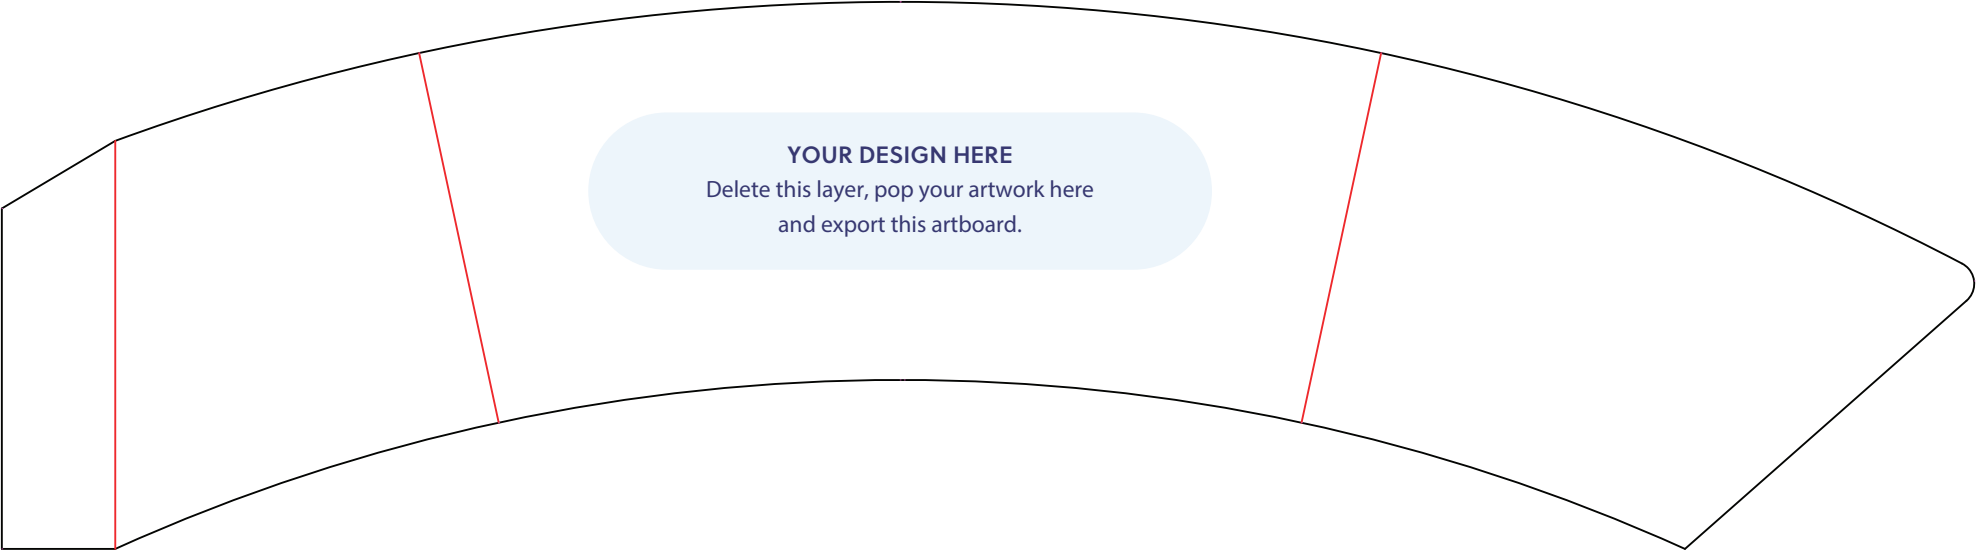 YOUR DESIGN HERE
Delete this layer, pop your artwork here
and export this artboard.